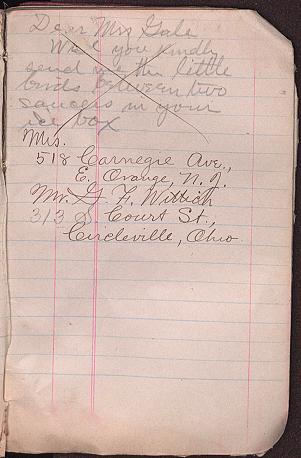 Dear Mrs Gale
Will you kindly
send me the little
birds between two
saucers in your
ice box
Mrs.
518 Carnegie Ave.,
E. Orange, N. J.
Mr. G. F. Wittich
313 S. Court St.,
Circleville, Ohio.